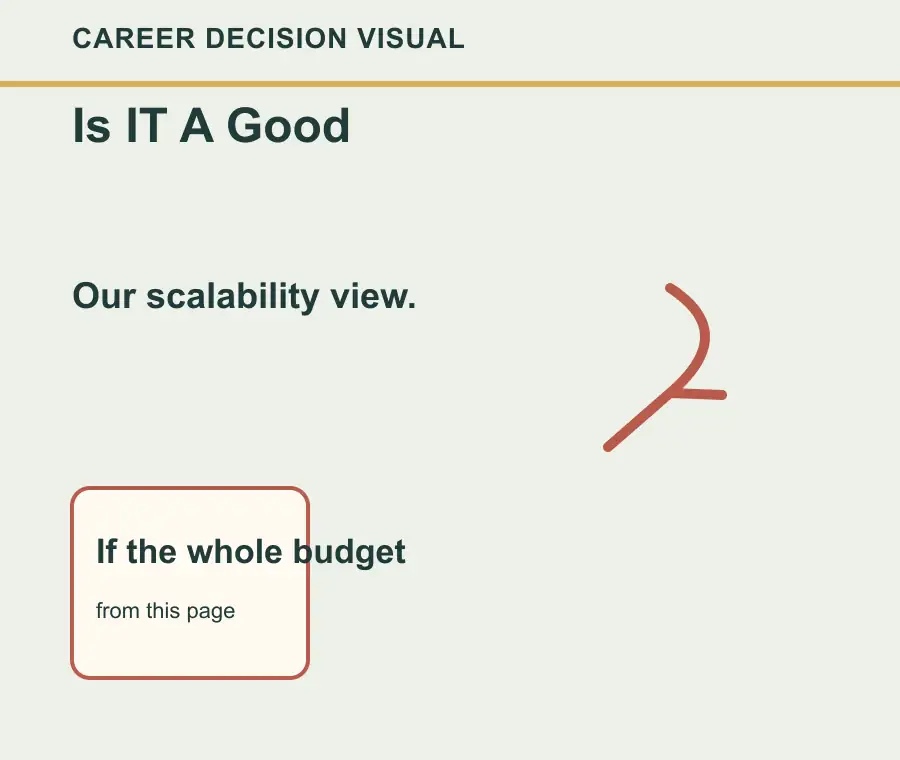 CAREER DECISION VISUAL
Is IT A Good
Our scalability view.
If the whole budget
from this page